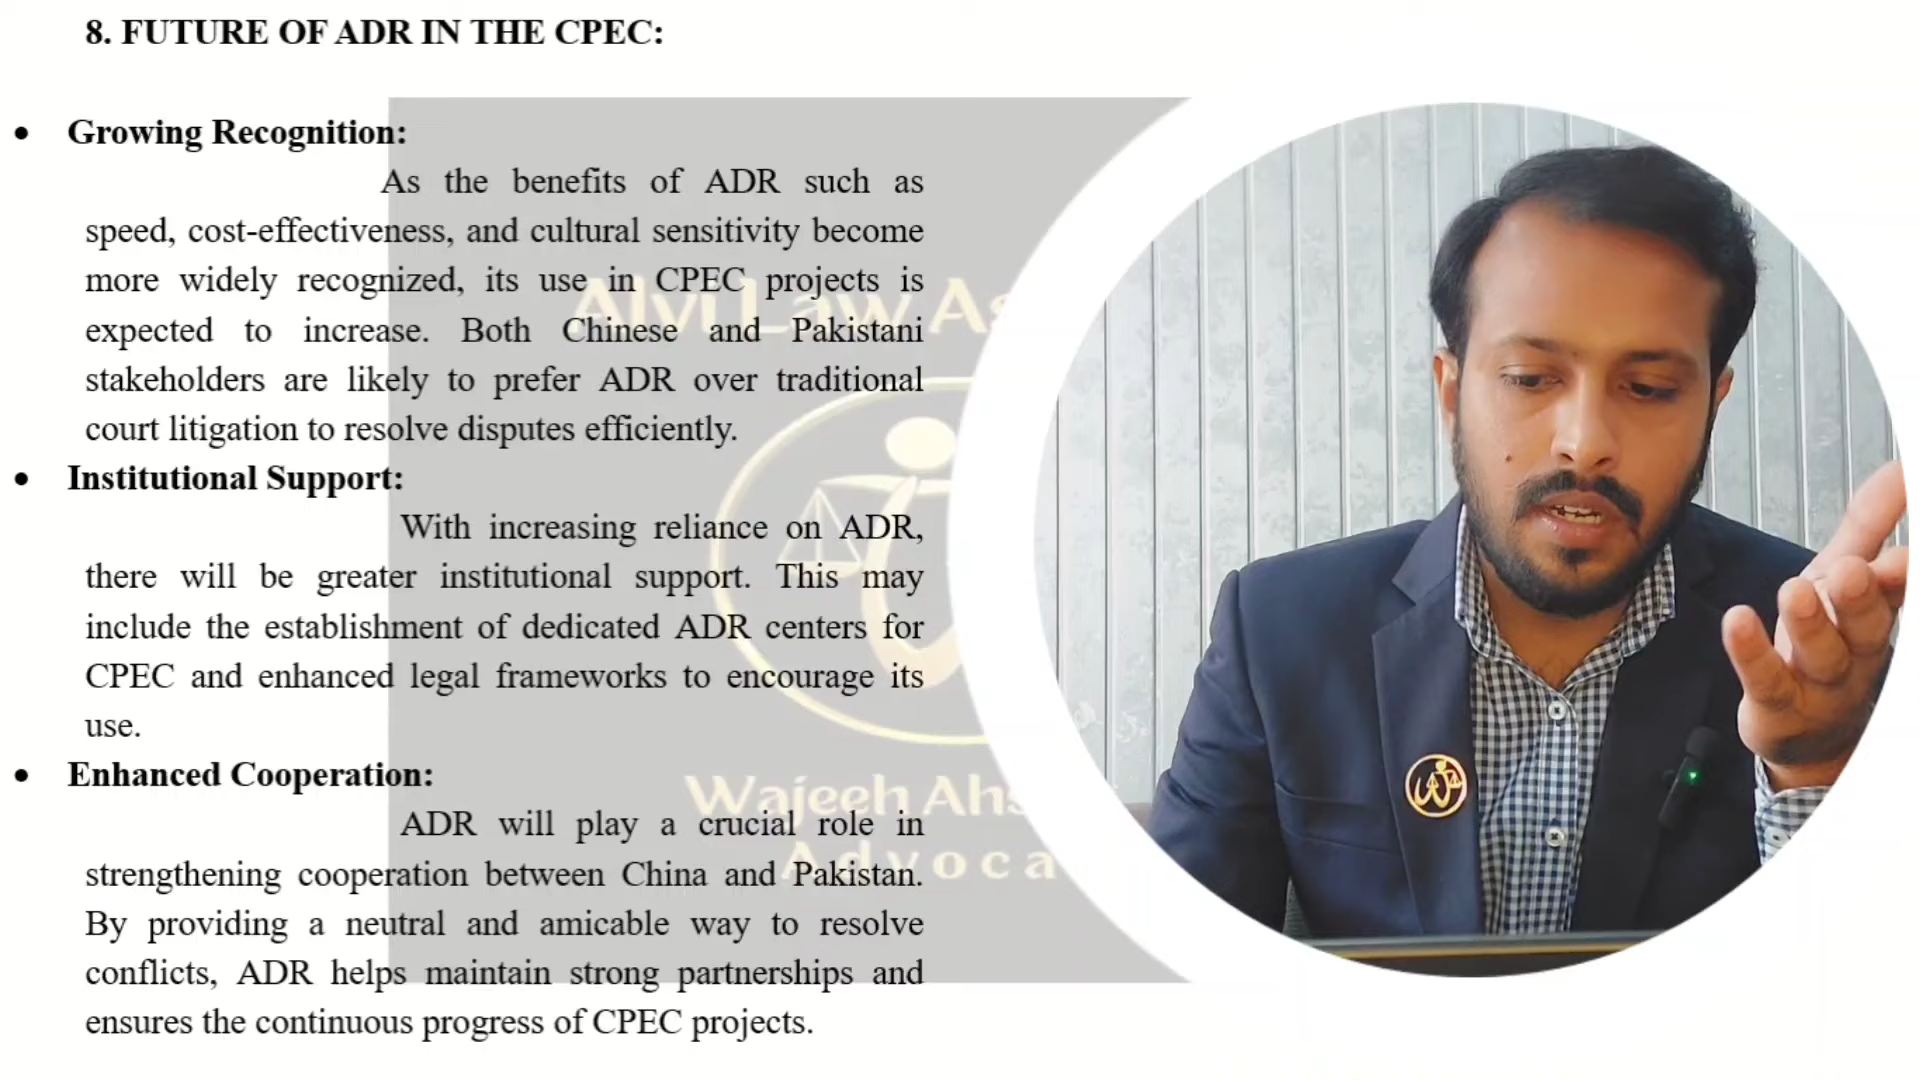 8. FUTURE OF ADR IN THE CPEC:
• Growing Recognition:
As the benefits of ADR such as
speed, cost-effectiveness, and cultural sensitivity become
more widely recognized, its use in CPEC projects is
expected to increase. Both Chinese and Pakistani
stakeholders are likely to prefer ADR over traditional
court litigation to resolve disputes efficiently.
• Institutional Support:
With increasing reliance on ADR,
there will be greater institutional support. This may
include the establishment of dedicated ADR centers for
CPEC and enhanced legal frameworks to encourage its
use.
• Enhanced Cooperation:
ADR will play a crucial role in
strengthening cooperation between China and Pakistan.
By providing a neutral and amicable way to resolve
conflicts, ADR helps maintain strong partnerships and
ensures the continuous progress of CPEC projects.
Alvi Law As
Wajeeh Ahs
Advoca